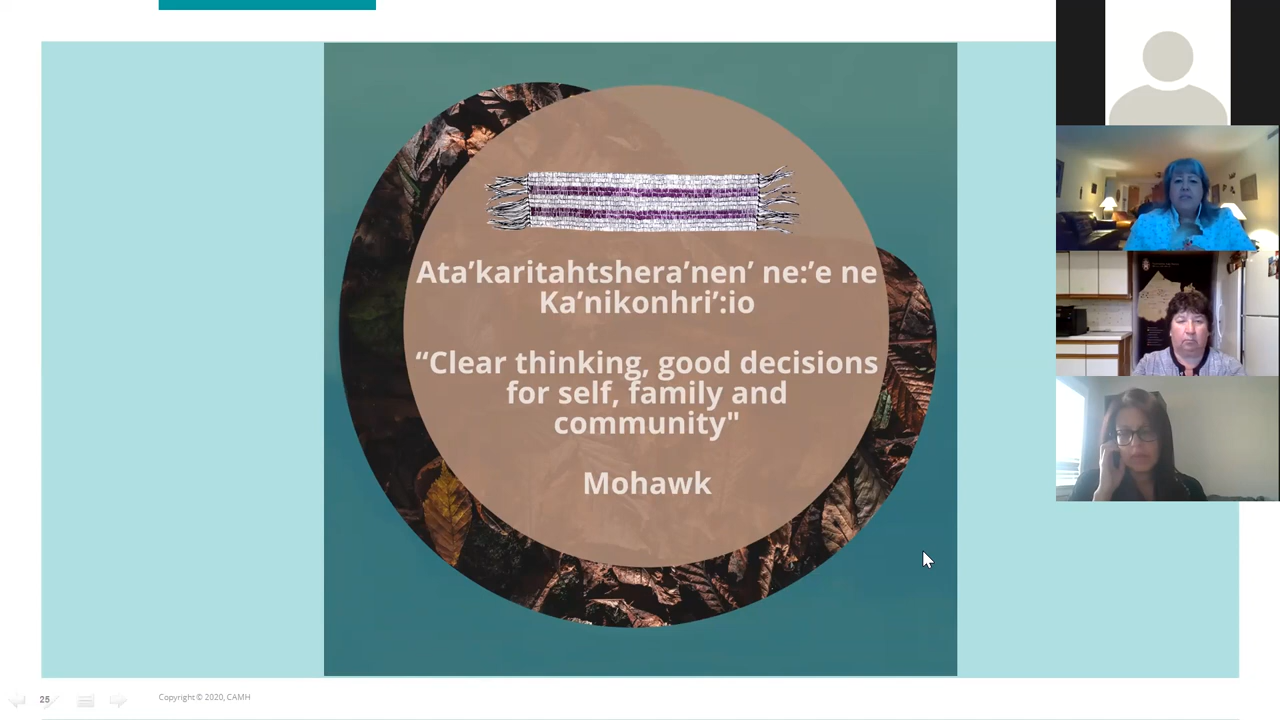 Ata’karitahtshera’nen’ ne:’e ne
Ka’nikonhri’:io
“Clear thinking, good decisions
for self, family and
community"
Mohawk
25
Copyright © 2020, CAMH